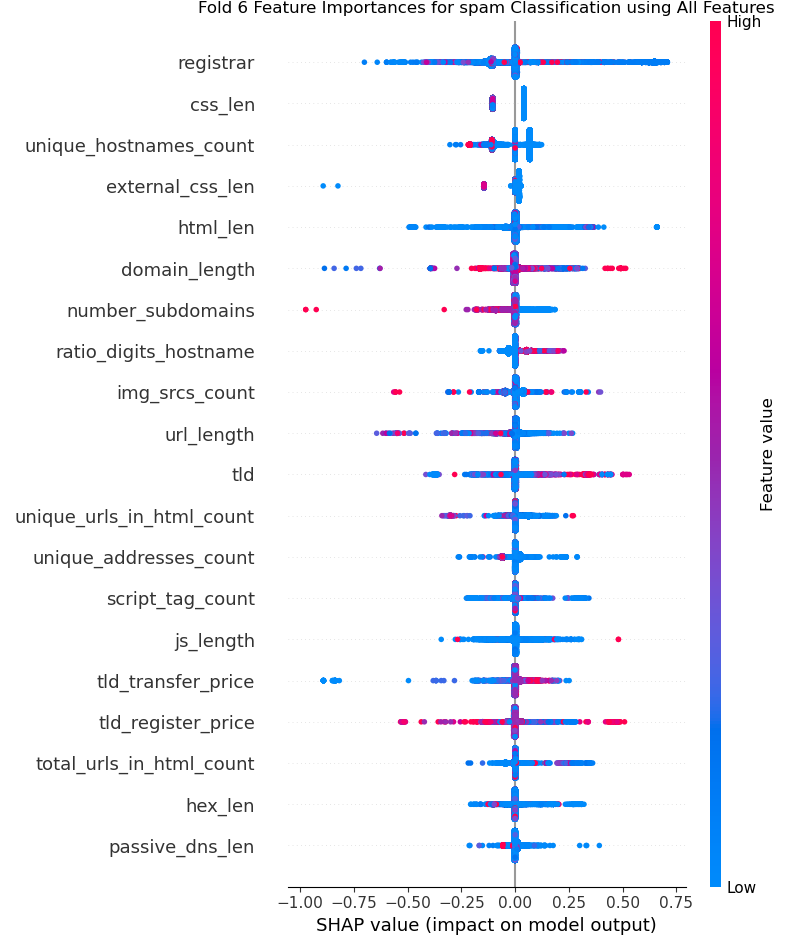 Fold 6 Feature Importances for spam Classification using All Features
High
registrar
css_len
unique_hostnames_count
external_css_len
html_len
domain_length
number_subdomains
ratio_digits_hostname
img_srcs_count
url_length
tld
unique_urls_in_html_count
unique_addresses_count
script_tag_count
js_length
tld_transfer_price
tld_register_price
total_urls_in_html_count
hex_len
passive_dns_len
Feature value
Low
−1.00 −0.75 −0.50 −0.25 0.00 0.25 0.50 0.75
SHAP value (impact on model output)